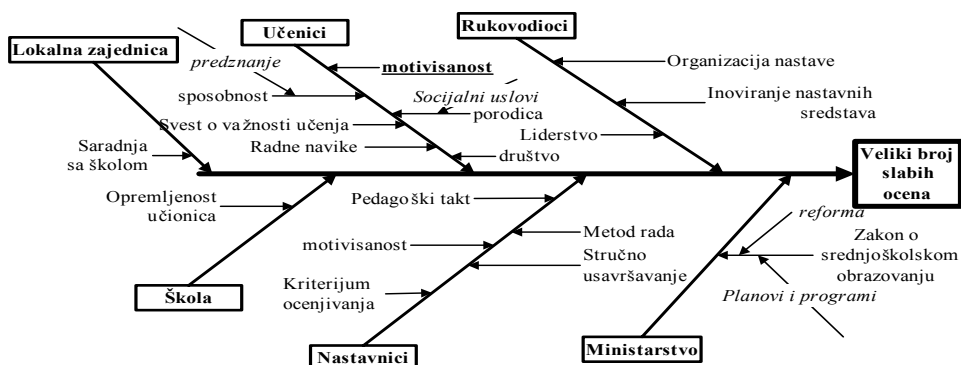 Učenici
Rukovodioci
Lokalna zajednica
predznanje
motivisanost
Organizacija nastave
sposobnost
Socijalni uslovi
porodica
Inoviranje nastavnih
sredstava
Svest o važnosti učenja
Liderstvo
Radne navike
društvo
Saradnja
sa školom
Veliki broj
slabih
ocena
Opremljenost
učionica
Pedagoški takt
reforma
Metod rada
motivisanost
Zakon o
srednjoškolskom
obrazovanju
Stručno
usavršavanje
Kriterijum
ocenjivanja
Planovi i programi
Škola
Nastavnici
Ministarstvo